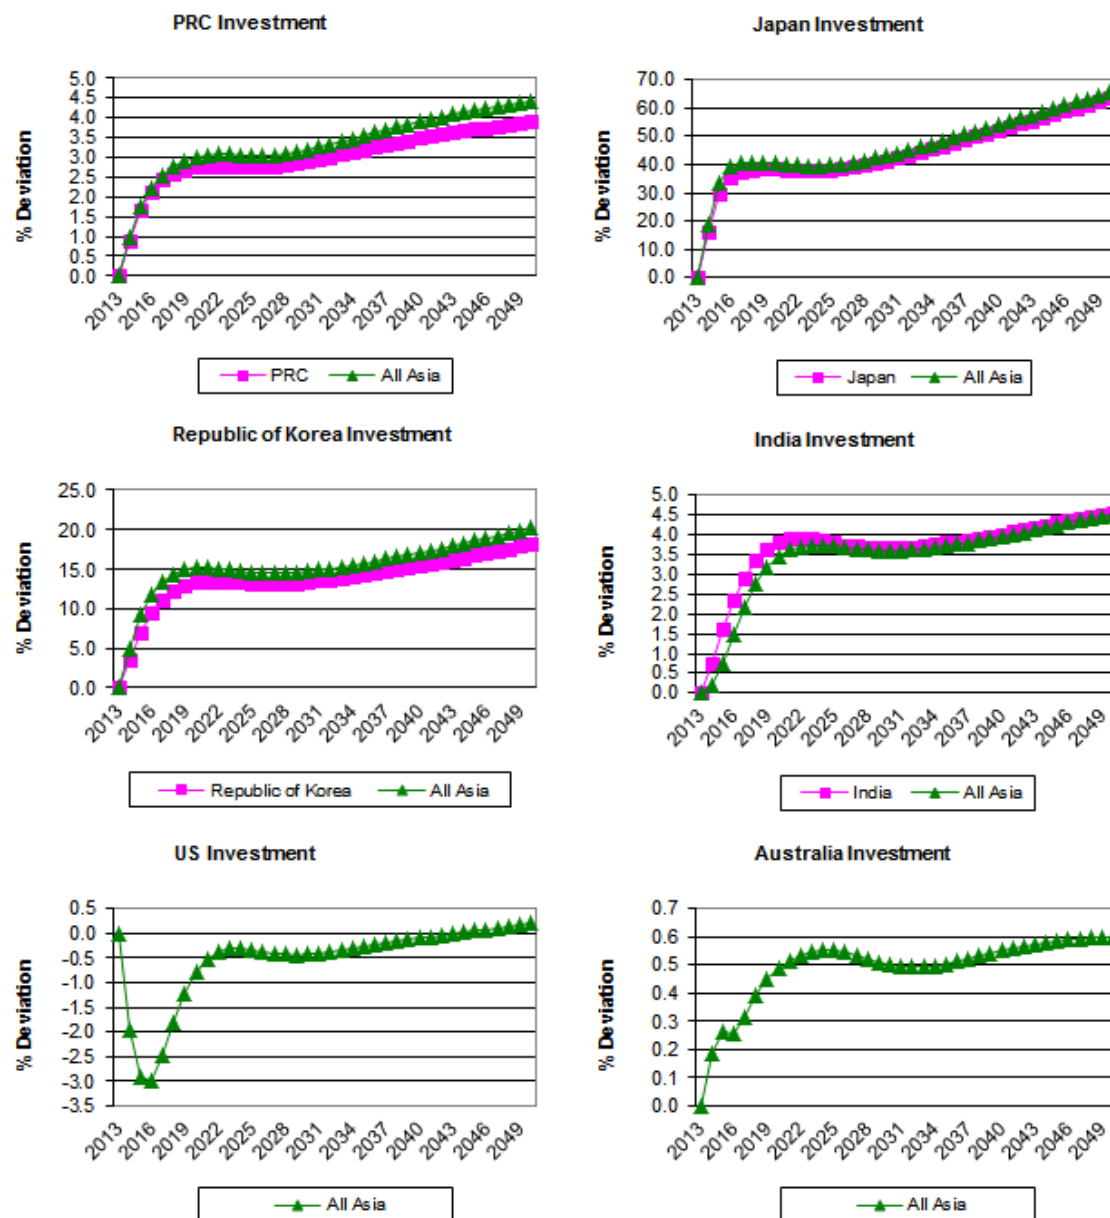 PRC Investment
% Deviation
5.0
4.5
4.0
3.5
3.0
2.5
2.0
1.5
1.0
0.5
0.0
2013 2016 2019 2022 2025 2028 2031 2034 2037 2040 2043 2046 2049
PRC All Asia
Japan Investment
% Deviation
70.0
60.0
50.0
40.0
30.0
20.0
10.0
0.0
2013 2016 2019 2022 2025 2028 2031 2034 2037 2040 2043 2046 2049
Japan All Asia
Republic of Korea Investment
% Deviation
25.0
20.0
15.0
10.0
5.0
0.0
2013 2016 2019 2022 2025 2028 2031 2034 2037 2040 2043 2046 2049
Republic of Korea All Asia
India Investment
% Deviation
5.0
4.5
4.0
3.5
3.0
2.5
2.0
1.5
1.0
0.5
0.0
2013 2016 2019 2022 2025 2028 2031 2034 2037 2040 2043 2046 2049
India All Asia
US Investment
% Deviation
0.5
0.0
-0.5
-1.0
-1.5
-2.0
-2.5
-3.0
-3.5
2013 2016 2019 2022 2025 2028 2031 2034 2037 2040 2043 2046 2049
All Asia
Australia Investment
% Deviation
0.7
0.6
0.5
0.4
0.3
0.2
0.1
0.0
2013 2016 2019 2022 2025 2028 2031 2034 2037 2040 2043 2046 2049
All Asia